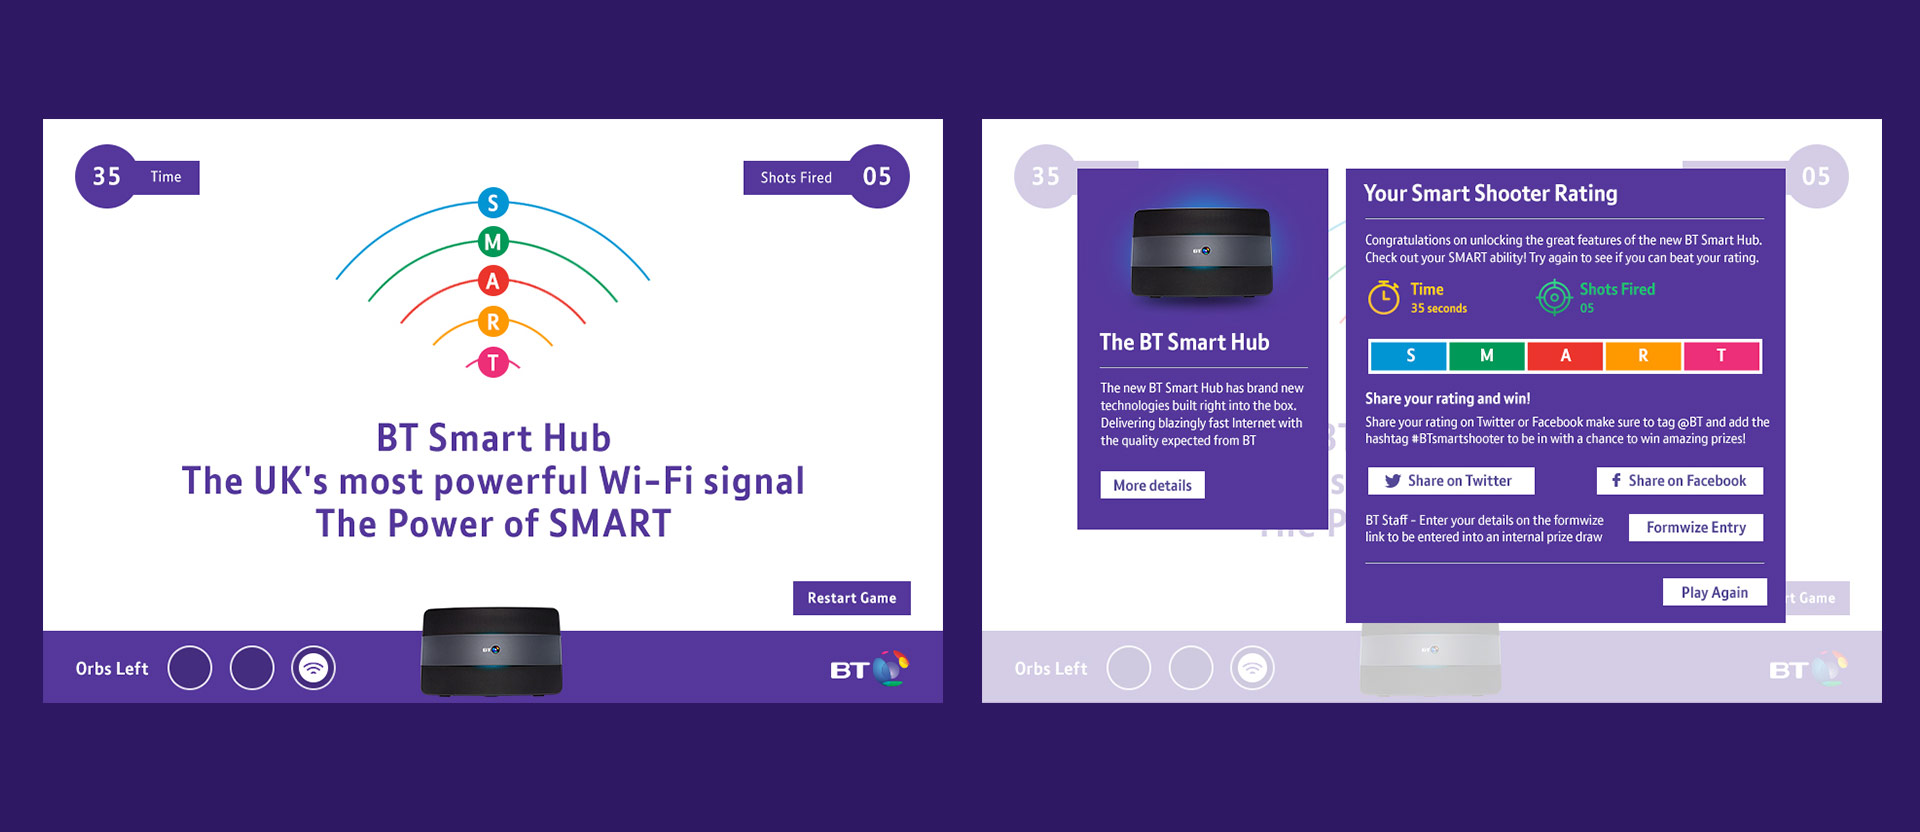 35 Time
Shots Fired 05
S
M
A
R
T
BT Smart Hub
The UK's most powerful Wi-Fi signal
The Power of SMART
Restart Game
Orbs Left
BT
BT
35
05
BT
The BT Smart Hub
The new BT Smart Hub has brand new
technologies built right into the box.
Delivering blazingly fast Internet with
the quality expected from BT
More details
Your Smart Shooter Rating
Congratulations on unlocking the great features of the new BT Smart Hub.
Check out your SMART ability! Try again to see if you can beat your rating.
Time
35 seconds
Shots Fired
05
S M A R T
Share your rating and win!
Share your rating on Twitter or Facebook make sure to tag @BT and add the
hashtag #BTsmartshooter to be in with a chance to win amazing prizes!
Share on Twitter
Share on Facebook
BT Staff - Enter your details on the formwize
link to be entered into an internal prize draw
Formwize Entry
Play Again
Game
Orbs Left
BT
BT